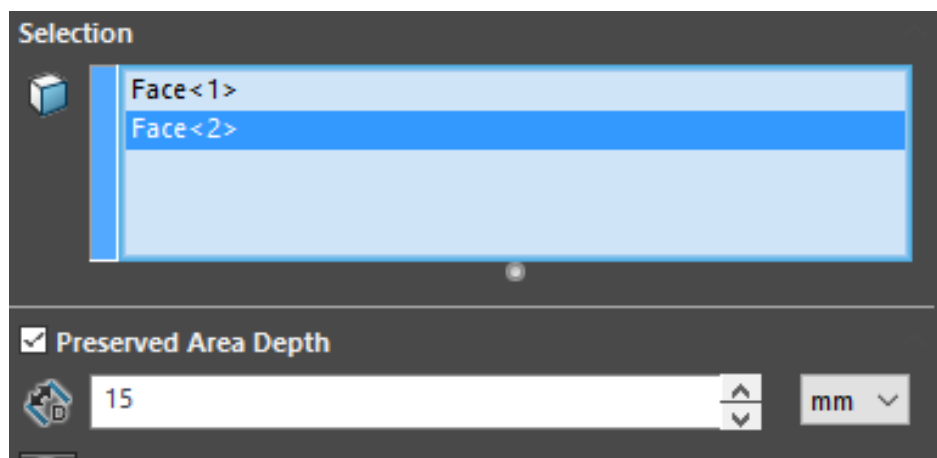 Selection
Face<1>
Face<2>
Preserved Area Depth
D
15
mm